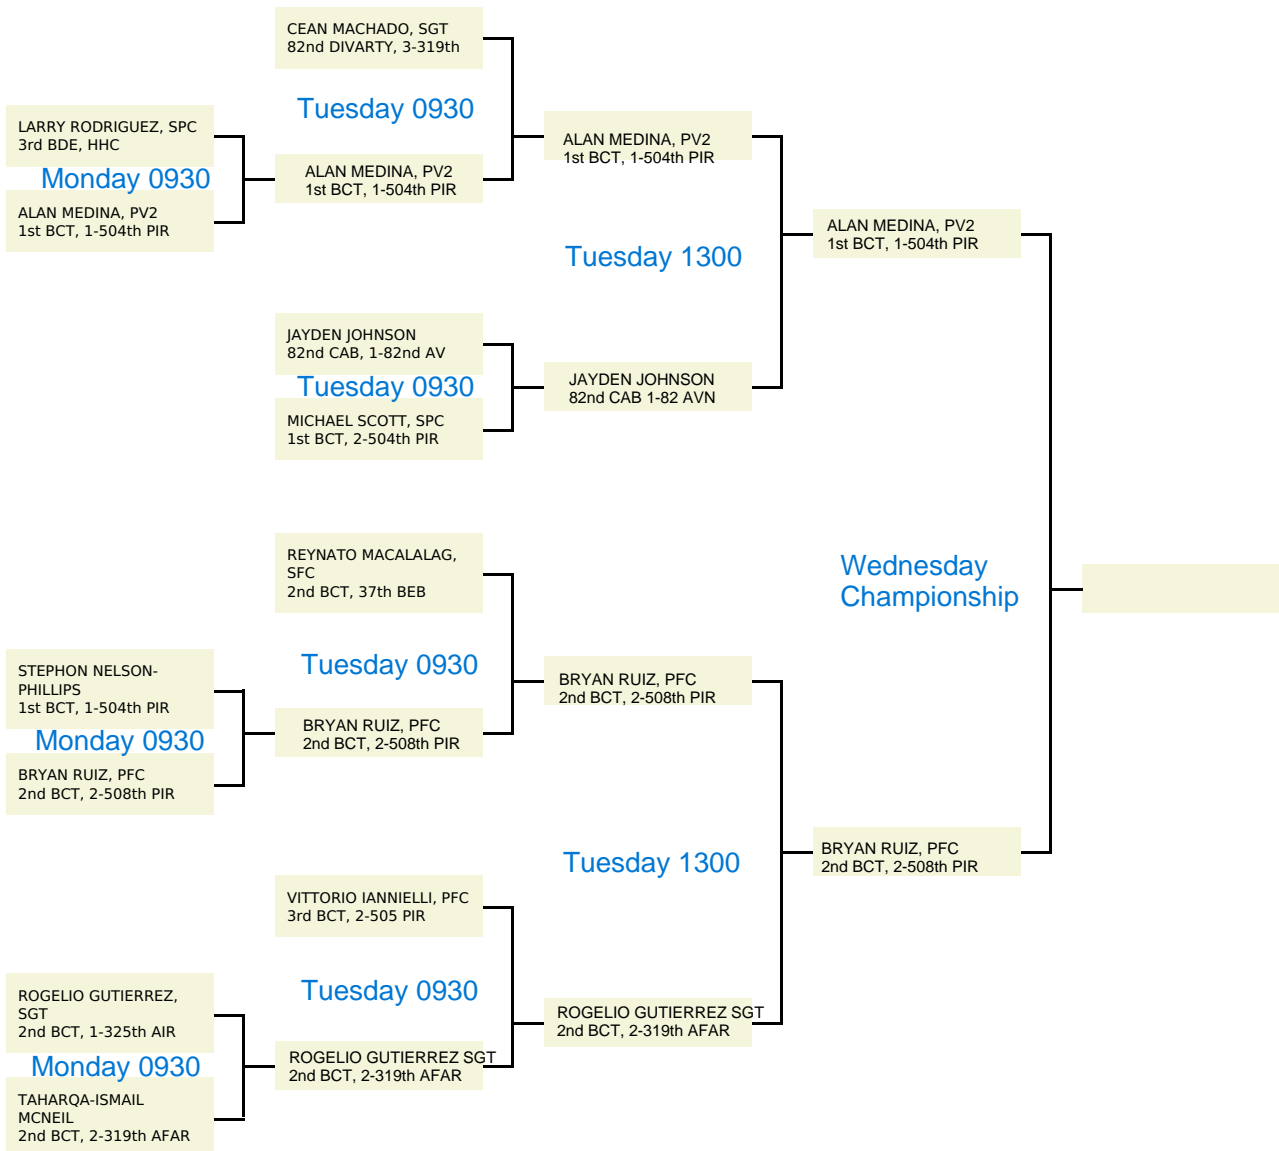 CEAN MACHADO, SGT
82nd DIVARTY, 3-319th
Tuesday 0930
LARRY RODRIGUEZ, SPC
3rd BDE, HHC
Monday 0930
ALAN MEDINA, PV2
1st BCT, 1-504th PIR
ALAN MEDINA, PV2
1st BCT, 1-504th PIR
ALAN MEDINA, PV2
1st BCT, 1-504th PIR
Tuesday 1300
ALAN MEDINA, PV2
1st BCT, 1-504th PIR
JAYDEN JOHNSON
82nd CAB, 1-82nd AV
Tuesday 0930
MICHAEL SCOTT, SPC
1st BCT, 2-504th PIR
JAYDEN JOHNSON
82nd CAB 1-82 AVN
REYNATO MACALALAG,
SFC
2nd BCT, 37th BEB
Wednesday
Championship
Tuesday 0930
STEPHON NELSON-
PHILLIPS
1st BCT, 1-504th PIR
Monday 0930
BRYAN RUIZ, PFC
2nd BCT, 2-508th PIR
BRYAN RUIZ, PFC
2nd BCT, 2-508th PIR
BRYAN RUIZ, PFC
2nd BCT, 2-508th PIR
Tuesday 1300
BRYAN RUIZ, PFC
2nd BCT, 2-508th PIR
VITTORIO IANNIELLI, PFC
3rd BCT, 2-505 PIR
Tuesday 0930
ROGELIO GUTIERREZ,
SGT
2nd BCT, 1-325th AIR
Monday 0930
TAHARQA-ISMAIL
MCNEIL
2nd BCT, 2-319th AFAR
ROGELIO GUTIERREZ SGT
2nd BCT, 2-319th AFAR
ROGELIO GUTIERREZ SGT
2nd BCT, 2-319th AFAR